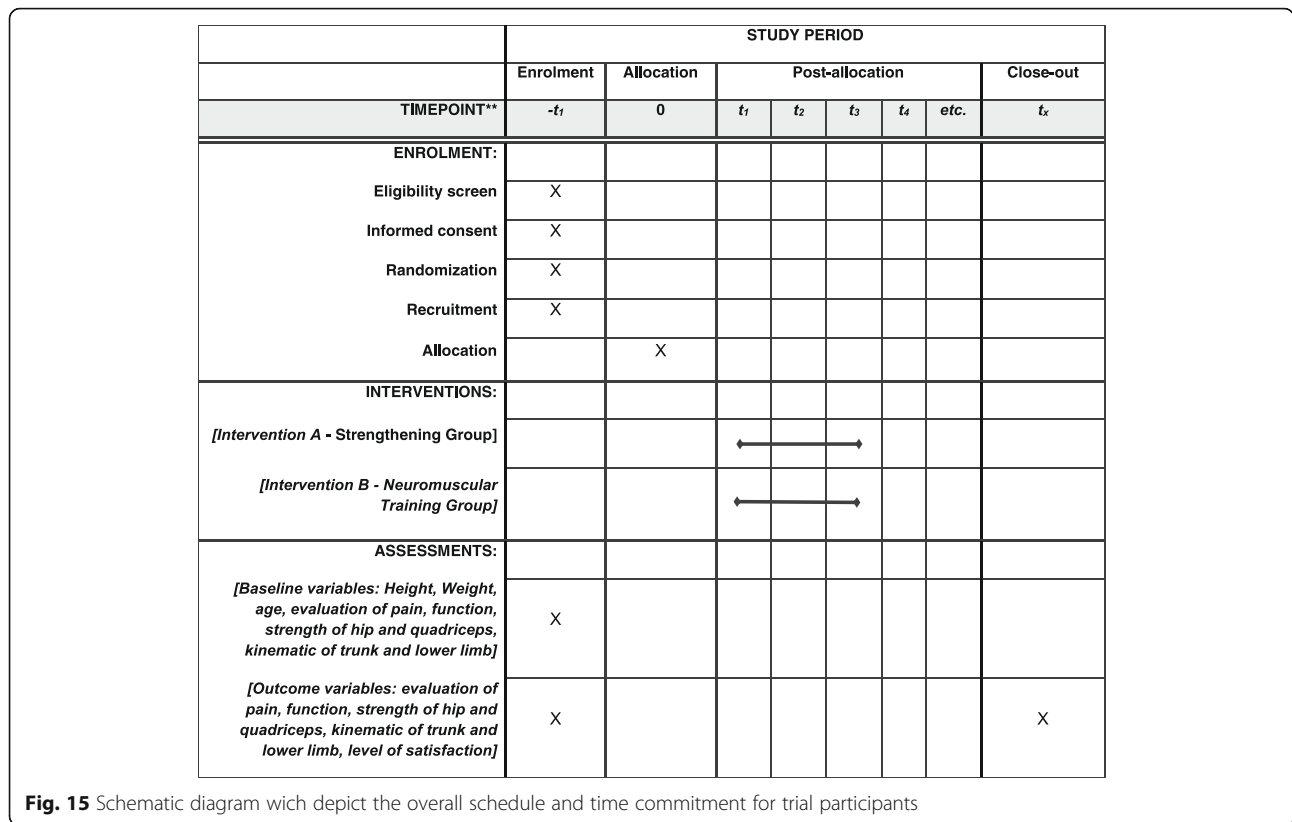 STUDY PERIOD
Enrolment Allocation Post-allocation Close-out
TIMEPOINT** -t1 0 t1 t2 t3 t4 etc. tx
ENROLMENT:
Eligibility screen X
Informed consent X
Randomization X
Recruitment X
Allocation X
INTERVENTIONS:
[Intervention A - Strengthening Group]
[Intervention B - Neuromuscular
Training Group]
ASSESSMENTS:
[Baseline variables: Height, Weight,
age, evaluation of pain, function,
strength of hip and quadriceps,
kinematic of trunk and lower limb]
X
[Outcome variables: evaluation of
pain, function, strength of hip and
quadriceps, kinematic of trunk and
lower limb, level of satisfaction]
X X
Fig. 15 Schematic diagram wich depict the overall schedule and time commitment for trial participants